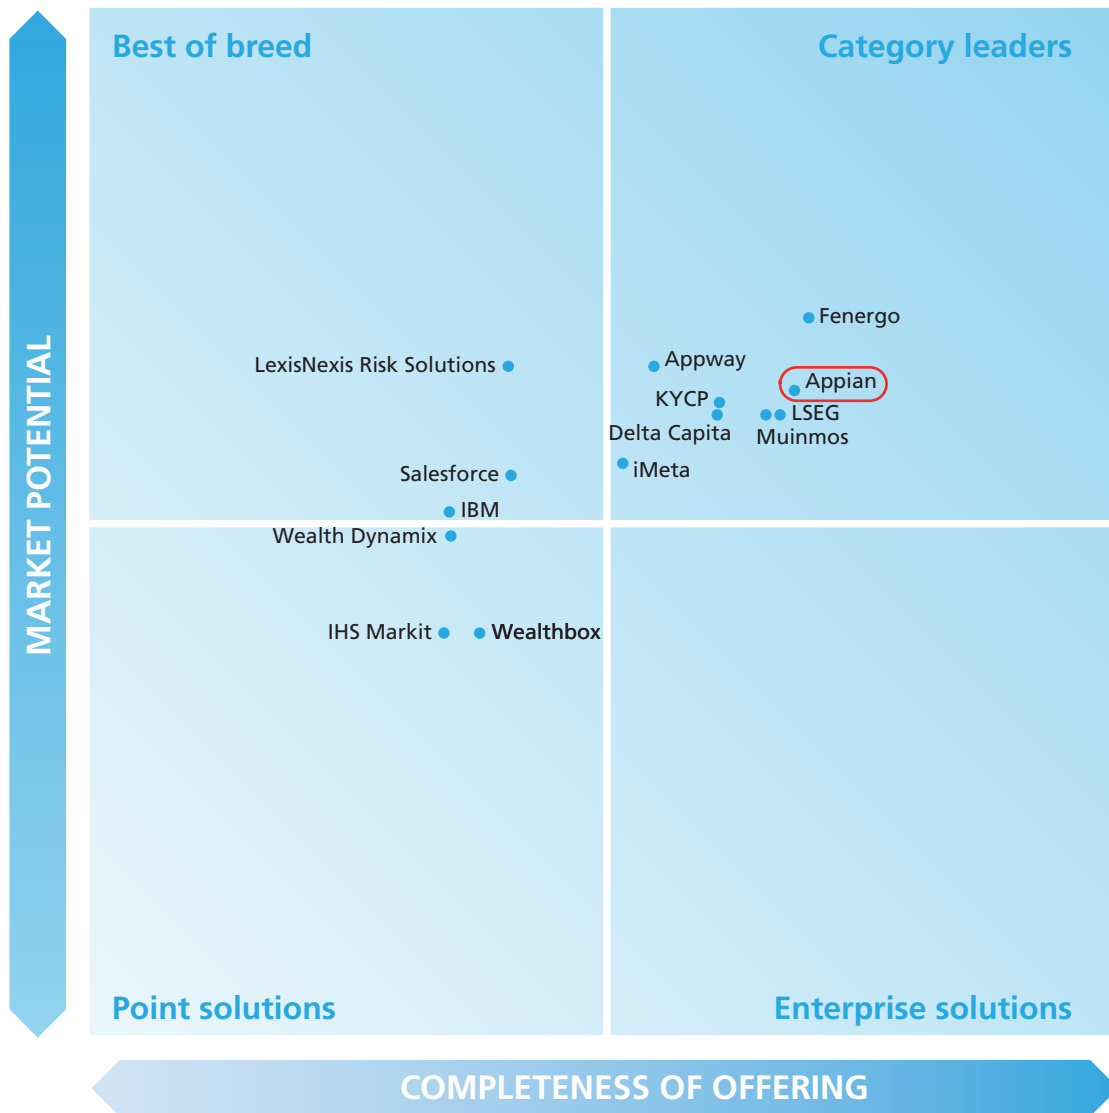 Best of breed
Category leaders
MARKET POTENTIAL
Fenergo
LexisNexis Risk Solutions
Appway
Appian
KYCP
LSEG
Delta Capita
Muinmos
iMeta
Salesforce
IBM
Wealth Dynamix
IHS Markit
Wealthbox
Point solutions
Enterprise solutions
COMPLETENESS OF OFFERING